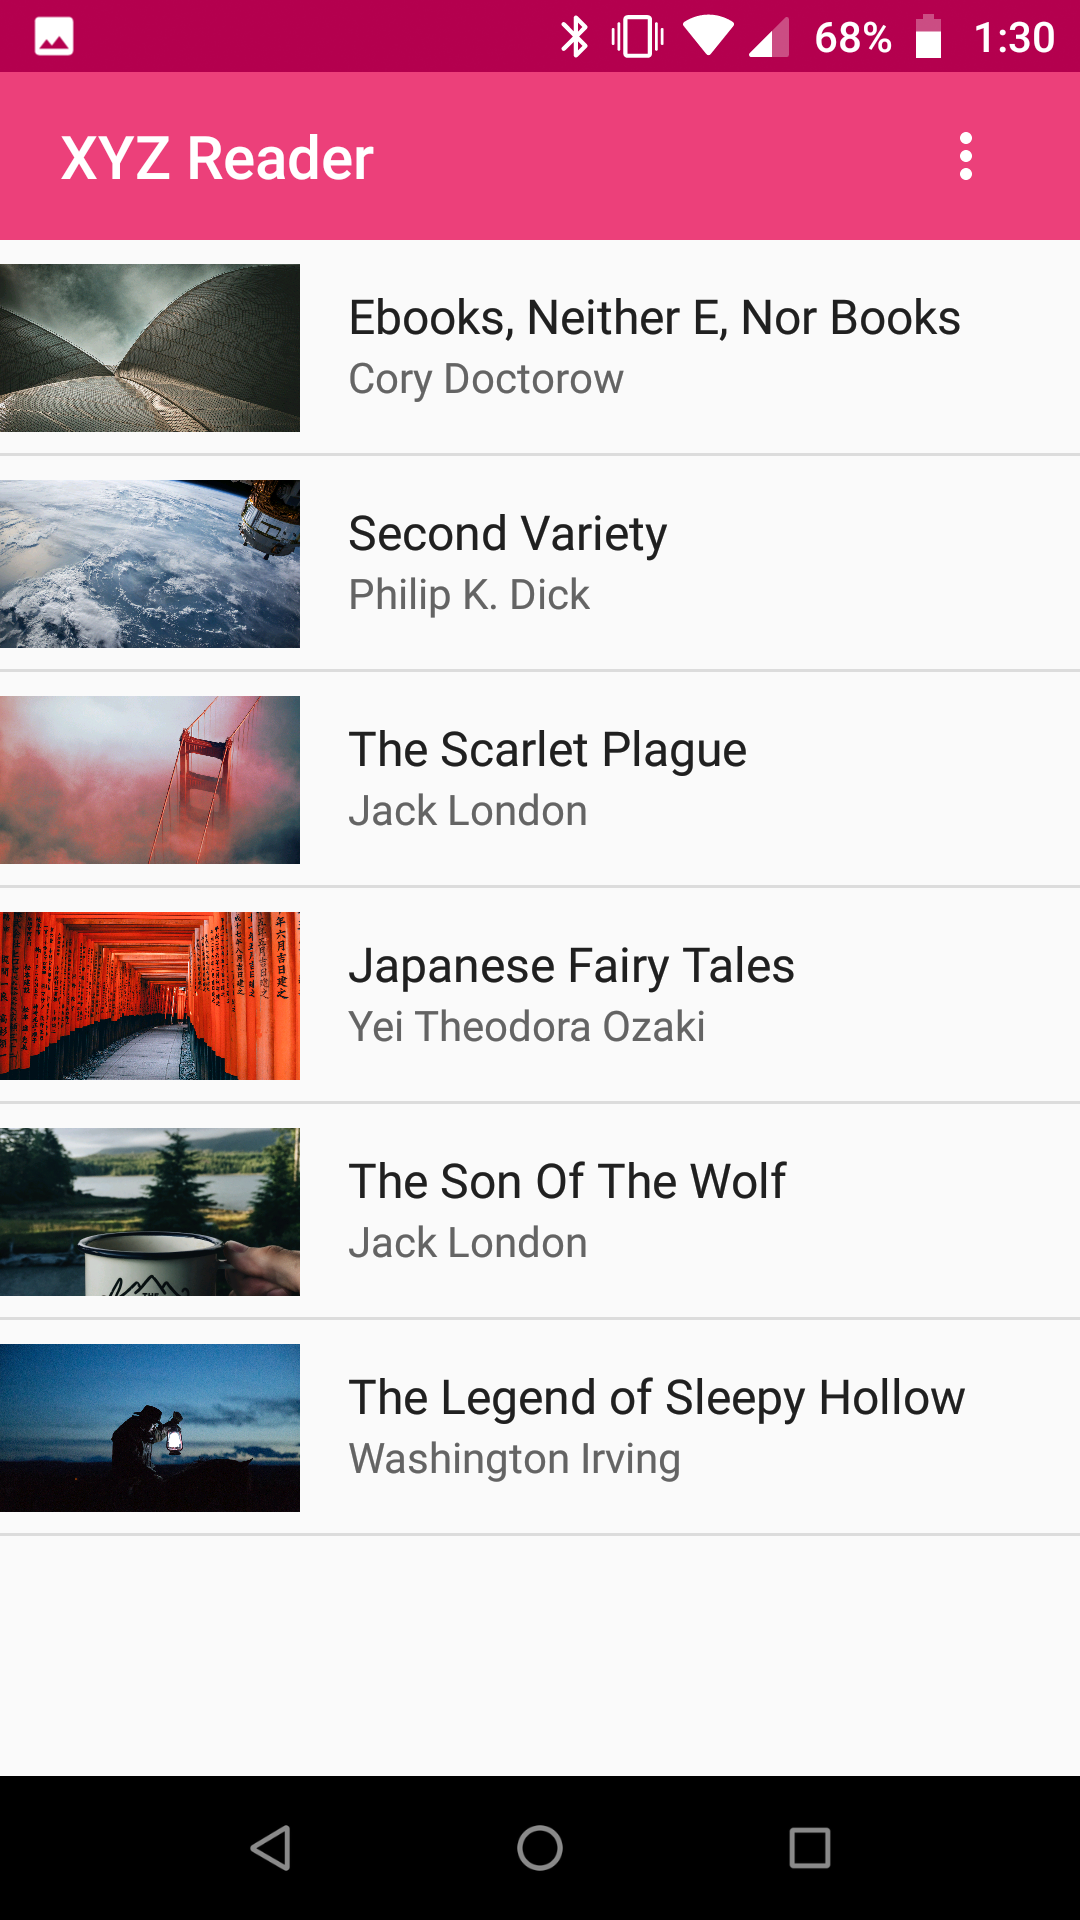 68% 1:30
XYZ Reader
Ebooks, Neither E, Nor Books
Cory Doctorow
Second Variety
Philip K. Dick
The Scarlet Plague
Jack London
Japanese Fairy Tales
Yei Theodora Ozaki
The Son Of The Wolf
Jack London
THE
The Legend of Sleepy Hollow
Washington Irving